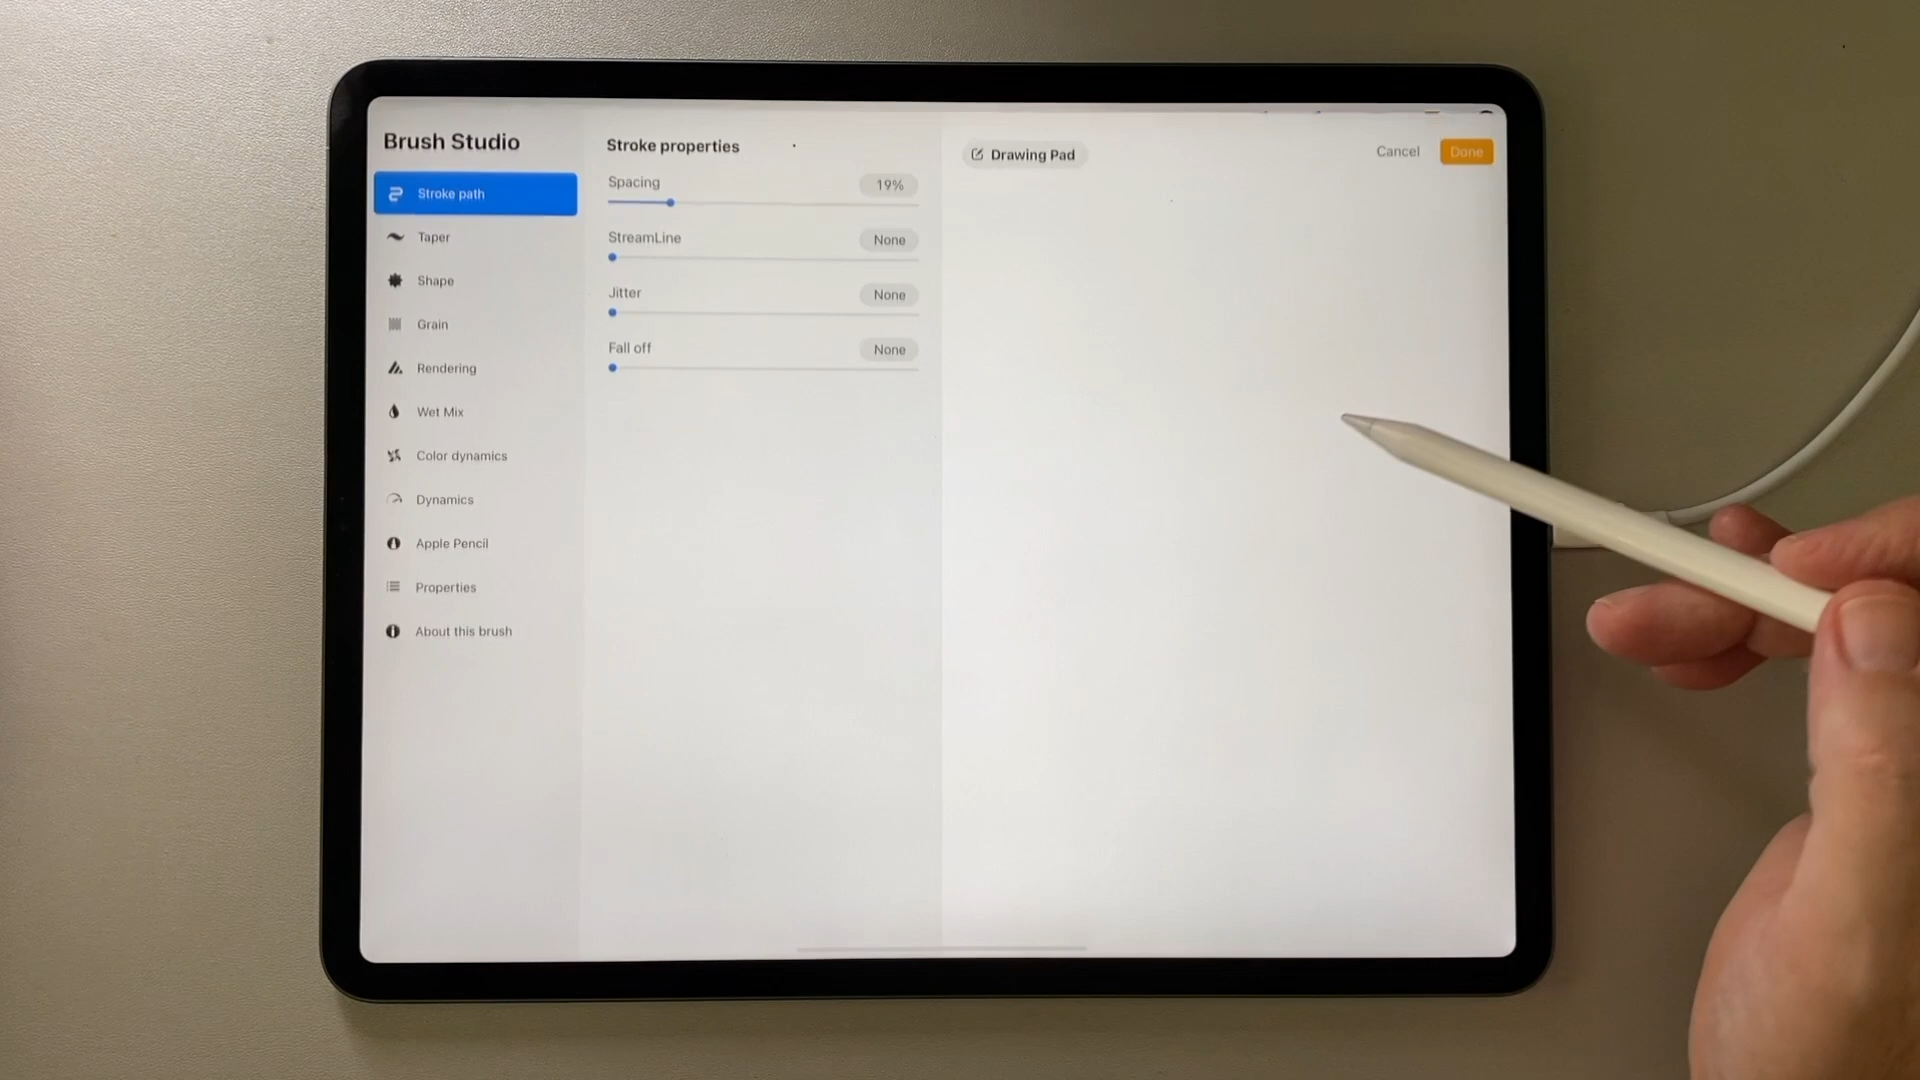 Brush Studio
Stroke path
Taper
Shape
Grain
Rendering
Wet Mix
Color dynamics
Dynamics
Apple Pencil
Properties
About this brush
Stroke properties
Spacing 19%
StreamLine None
Jitter None
Fall off None
Drawing Pad
Cancel
Done